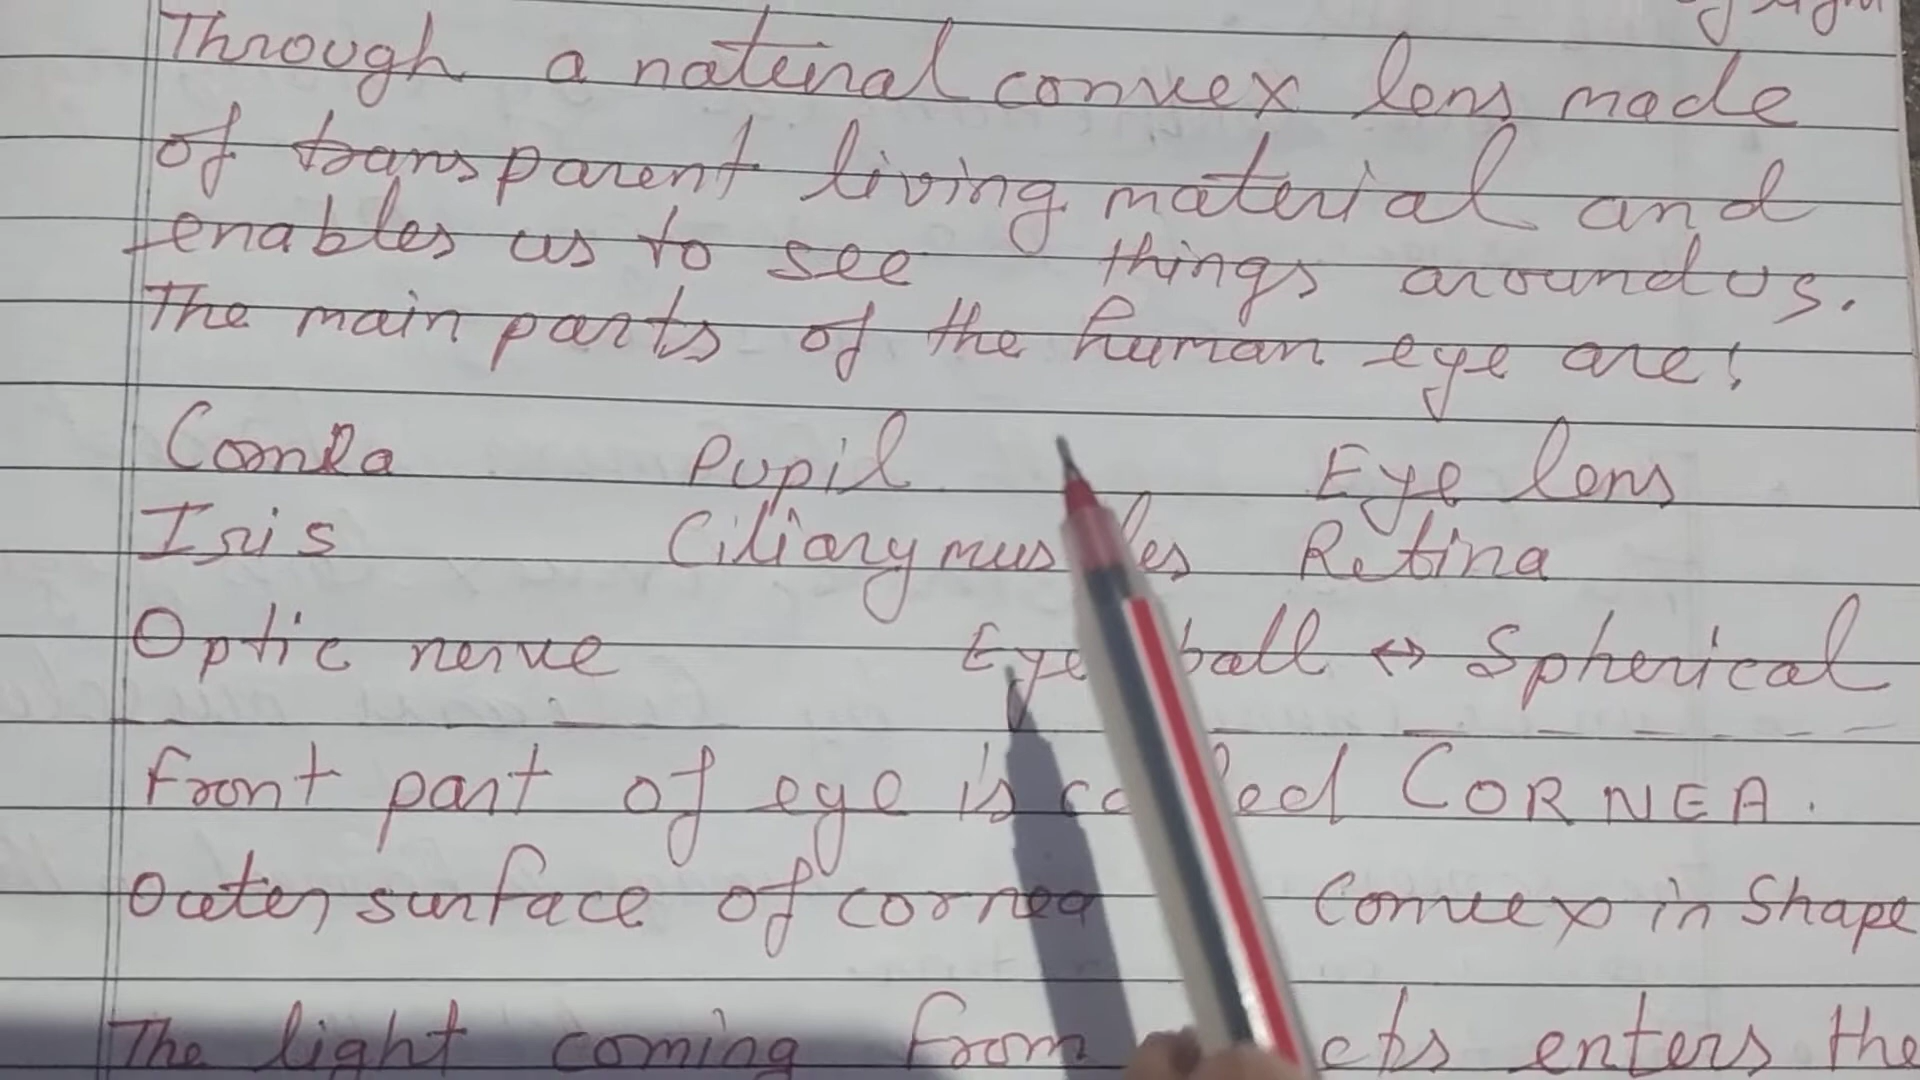 Through a natural convex lens made
of transparent living material and
enables us to see things around us.
The main parts of the human eye are:
Cornea Pupil Eye lens
Iris Ciliary mus les Retina
Optic nerve Eye ball ↔ Spherical
Front part of eye is called CORNEA.
Outer surface of cornea Convex in Shape
The light coming from cts enters the